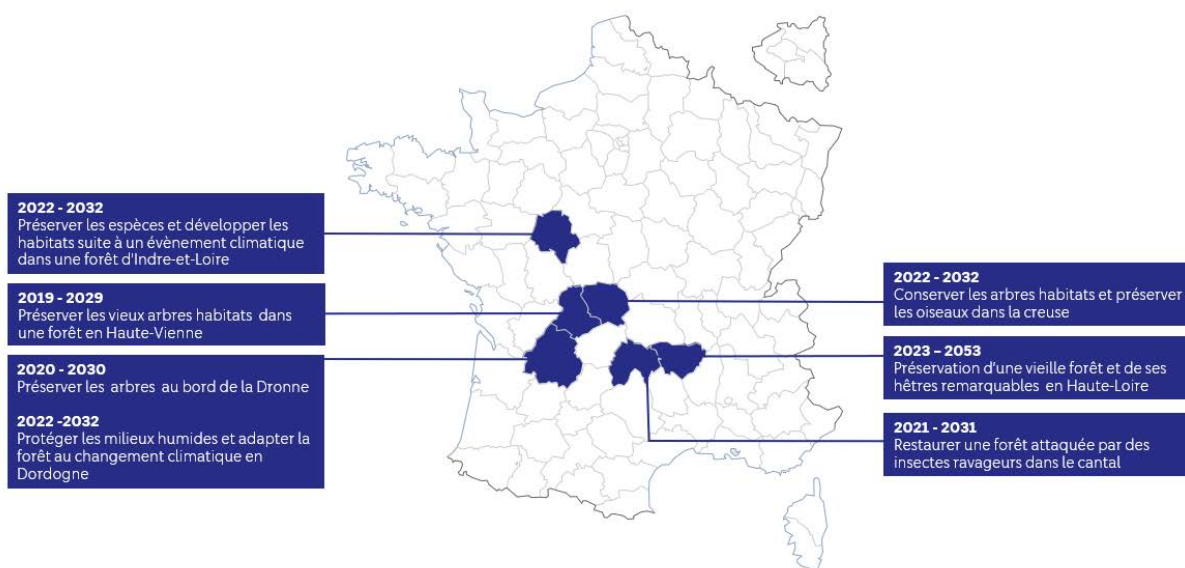 2022 - 2032
Préserver les espèces et développer les
habitats suite à un évènement climatique
dans une forêt d'Indre-et-Loire
2019 - 2029
Préserver les vieux arbres habitats dans
une forêt en Haute-Vienne
2020 - 2030
Préserver les arbres au bord de la Dronne
2022 -2032
Protéger les milieux humides et adapter la
forêt au changement climatique en
Dordogne
2022 - 2032
Conserver les arbres habitats et préserver
les oiseaux dans la creuse
2023 – 2053
Préservation d'une vieille forêt et de ses
hêtres remarquables en Haute-Loire
2021 - 2031
Restaurer une forêt attaquée par des
insectes ravageurs dans le cantal